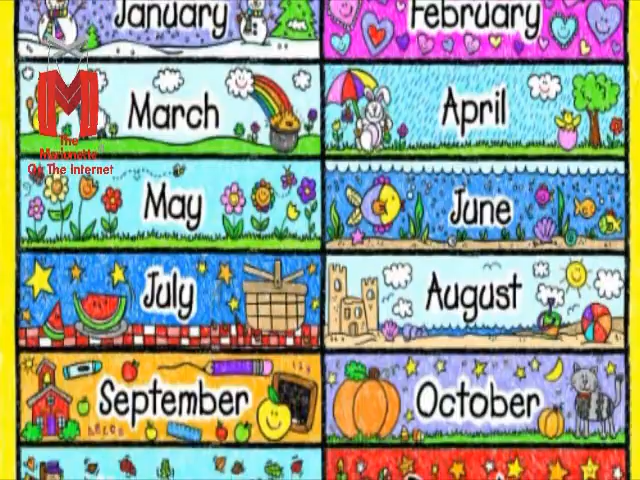 January
February
M
The
Marionette
On The Internet
March
April
May
June
July
August
September
October